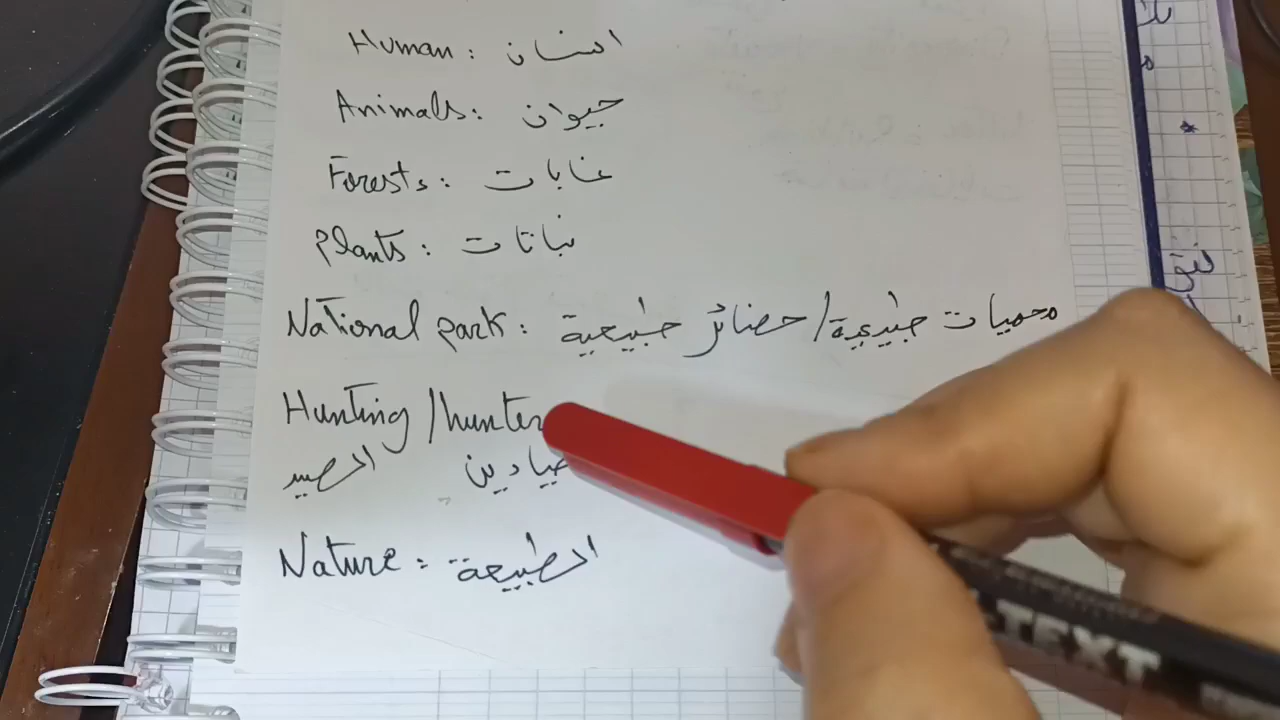 Human : انسان
Animals : حيوان
Forests : غابات
Plants : نباتات
National park : محميات طبيعية / حضائر طبيعية
Hunting / hunter
الصيد صيادين
Nature : الطبيعة
TEXT